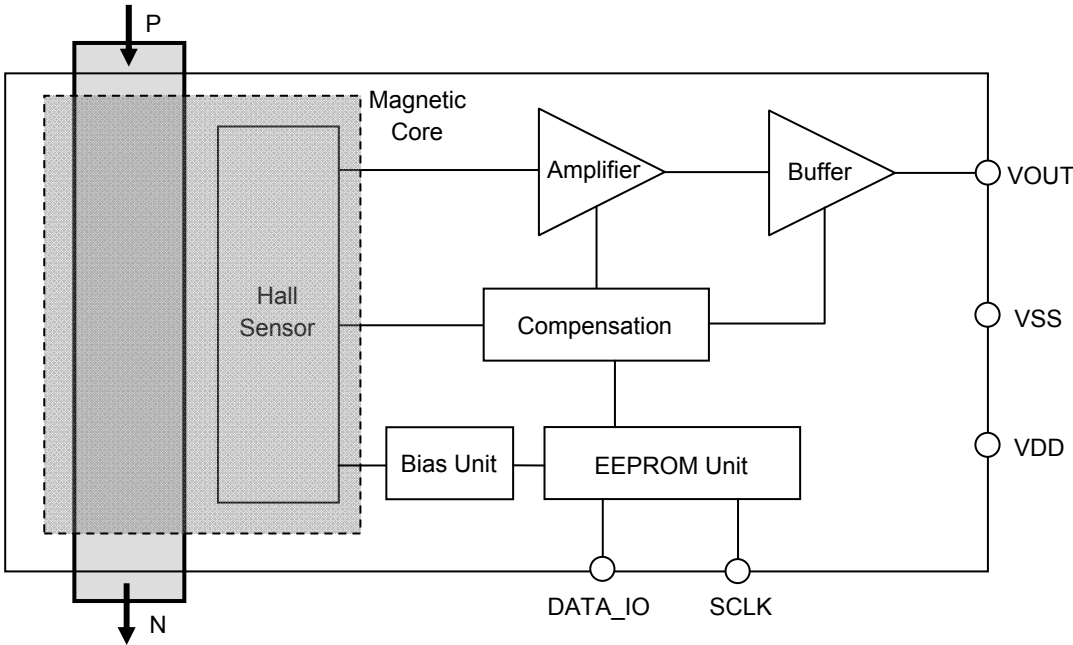 P
Magnetic
Core
Amplifier
Buffer
VOUT
Hall
Sensor
Compensation
VSS
Bias Unit
EEPROM Unit
VDD
DATA_IO
SCLK
N